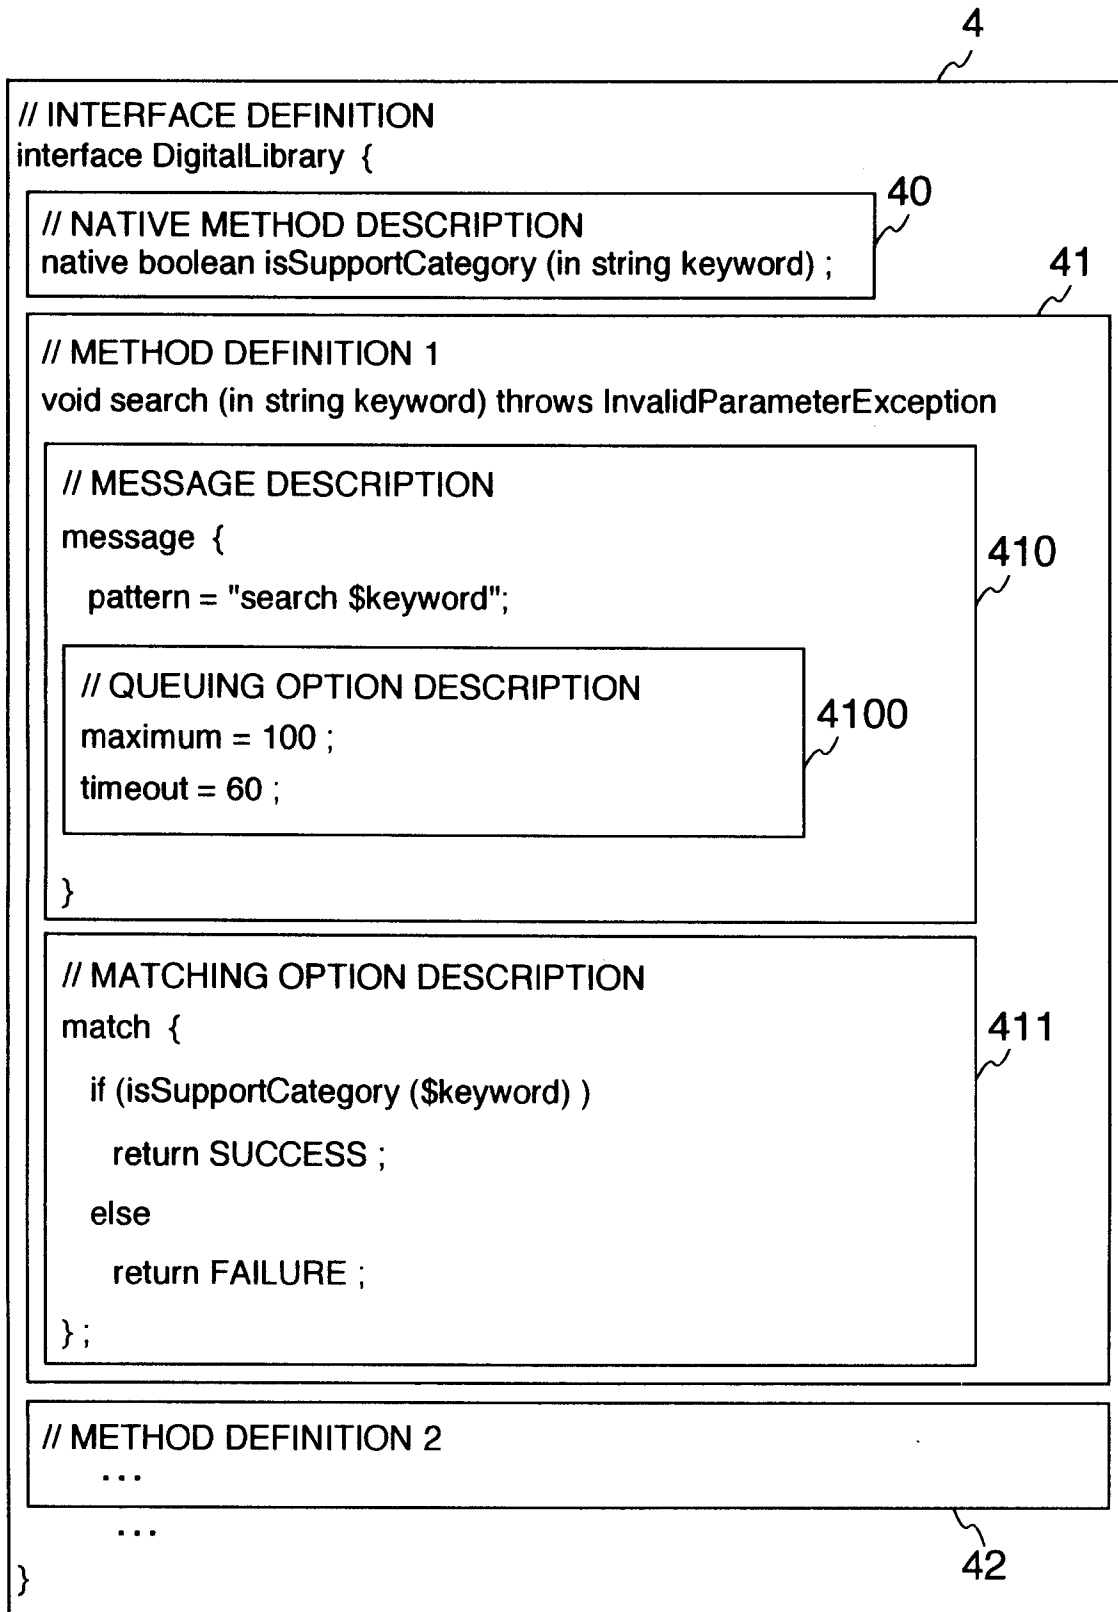 4
// INTERFACE DEFINITION
interface DigitalLibrary {
40
// NATIVE METHOD DESCRIPTION
native boolean isSupportCategory (in string keyword) ;
41
// METHOD DEFINITION 1
void search (in string keyword) throws InvalidParameterException
// MESSAGE DESCRIPTION
message {
410
pattern = "search $keyword";
// QUEUING OPTION DESCRIPTION
4100
maximum = 100 ;
timeout = 60 ;
}
// MATCHING OPTION DESCRIPTION
match {
411
if (isSupportCategory ($keyword) )
return SUCCESS ;
else
return FAILURE ;
} ;
// METHOD DEFINITION 2
...
...
42
}